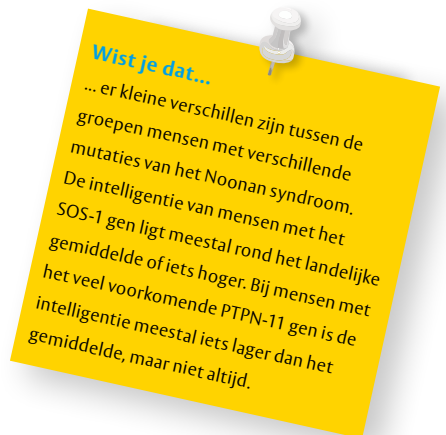 Wist je dat...
... er kleine verschillen zijn tussen de
groepen mensen met verschillende
mutaties van het Noonan syndroom.
De intelligentie van mensen met het
SOS-1 gen ligt meestal rond het landelijke
gemiddelde of iets hoger. Bij mensen met
het veel voorkomende PTPN-11 gen is de
intelligentie meestal iets lager dan het
gemiddelde, maar niet altijd.